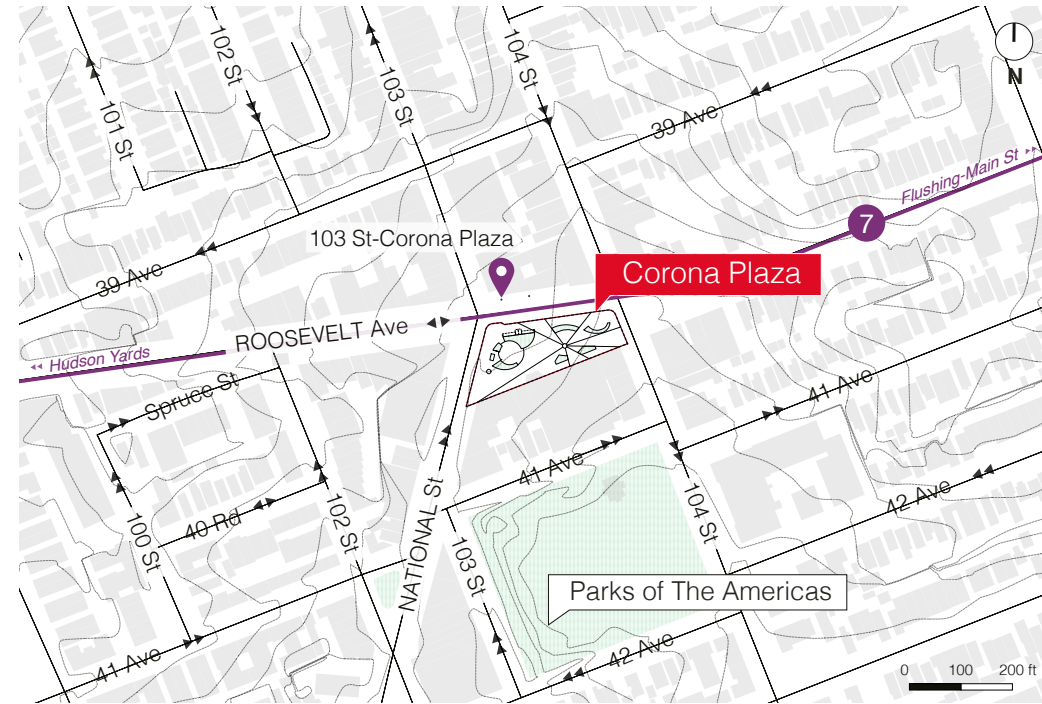 102 St
103 St
104 St
101 St
39 Ave
N
Flushing-Main St
7
103 St-Corona Plaza
Corona Plaza
39 Ave
ROOSEVELT Ave
Hudson Yards
Spruce St
41 Ave
41 Ave
42 Ave
100 St
40 Rd
102 St
NATIONAL St
103 St
104 St
Parks of The Americas
41 Ave
42 Ave
0 100 200 ft